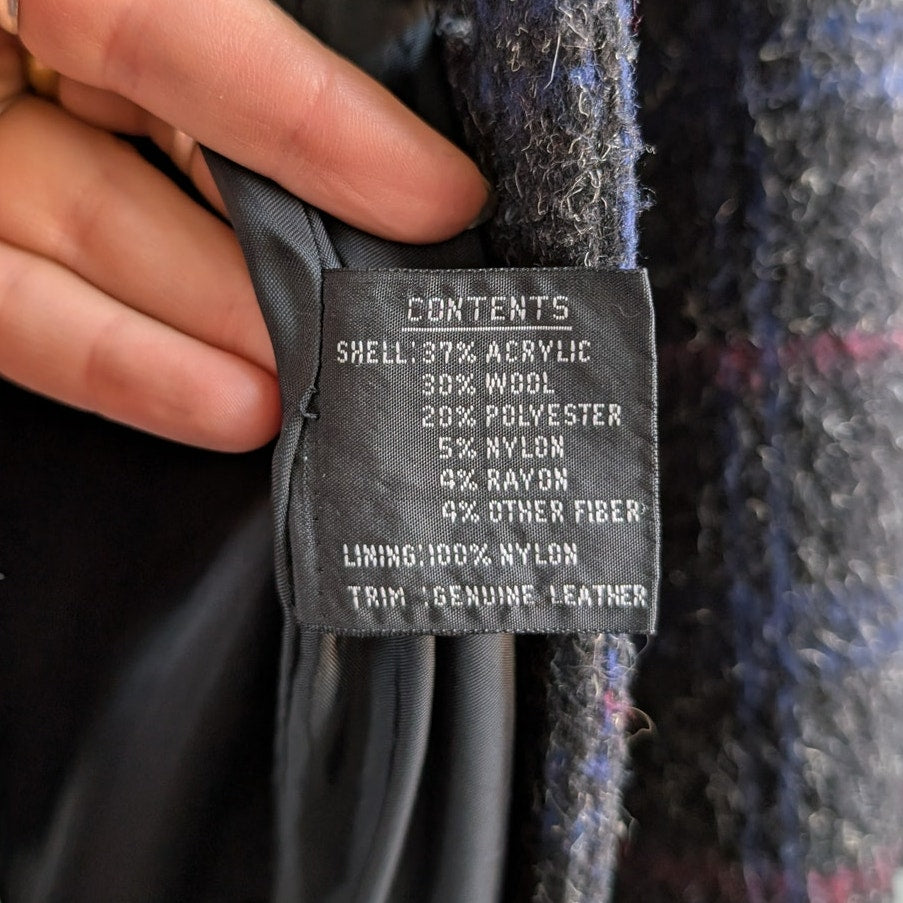 CONTENTS
SHELL:37% ACRYLIC
30% WOOL
20% POLYESTER
5% NYLON
4% RAYON
4% OTHER FIBER
LINING:100% NYLON
TRIM :GENUINE LEATHER